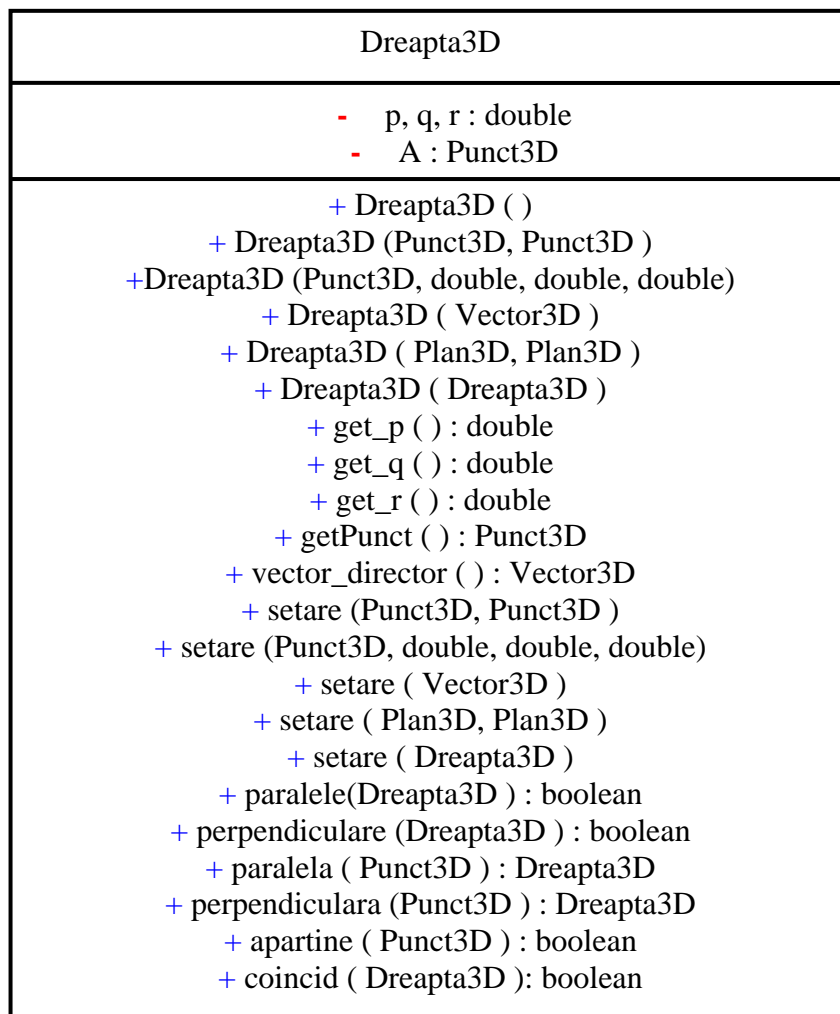 Dreapta3D
- p, q, r : double
- A : Punct3D
+ Dreapta3D ( )
+ Dreapta3D (Punct3D, Punct3D )
+Dreapta3D (Punct3D, double, double, double)
+ Dreapta3D ( Vector3D )
+ Dreapta3D ( Plan3D, Plan3D )
+ Dreapta3D ( Dreapta3D )
+ get_p ( ) : double
+ get_q ( ) : double
+ get_r ( ) : double
+ getPunct ( ) : Punct3D
+ vector_director ( ) : Vector3D
+ setare (Punct3D, Punct3D )
+ setare (Punct3D, double, double, double)
+ setare ( Vector3D )
+ setare ( Plan3D, Plan3D )
+ setare ( Dreapta3D )
+ paralele(Dreapta3D ) : boolean
+ perpendiculare (Dreapta3D ) : boolean
+ paralela ( Punct3D ) : Dreapta3D
+ perpendiculara (Punct3D ) : Dreapta3D
+ apartine ( Punct3D ) : boolean
+ coincid ( Dreapta3D ): boolean